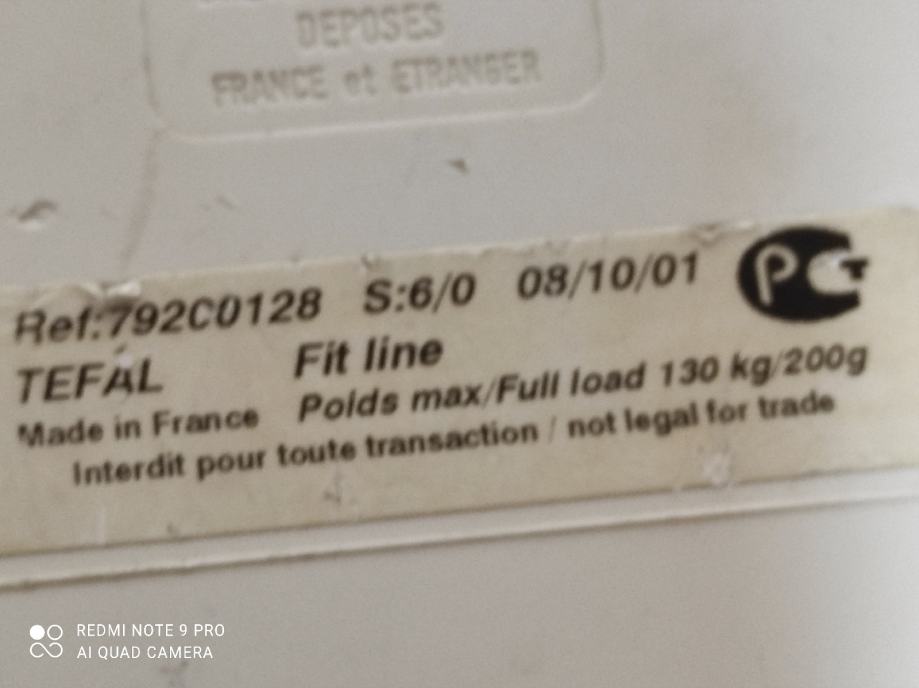 DEPOSES
FRANCE et ETRANGER
Ref:792C0128 S:6/0 08/10/01
TEFAL Fit line
Made in France Poids max/Full load 130 kg/200g
Interdit pour toute transaction / not legal for trade
REDMI NOTE 9 PRO
AI QUAD CAMERA